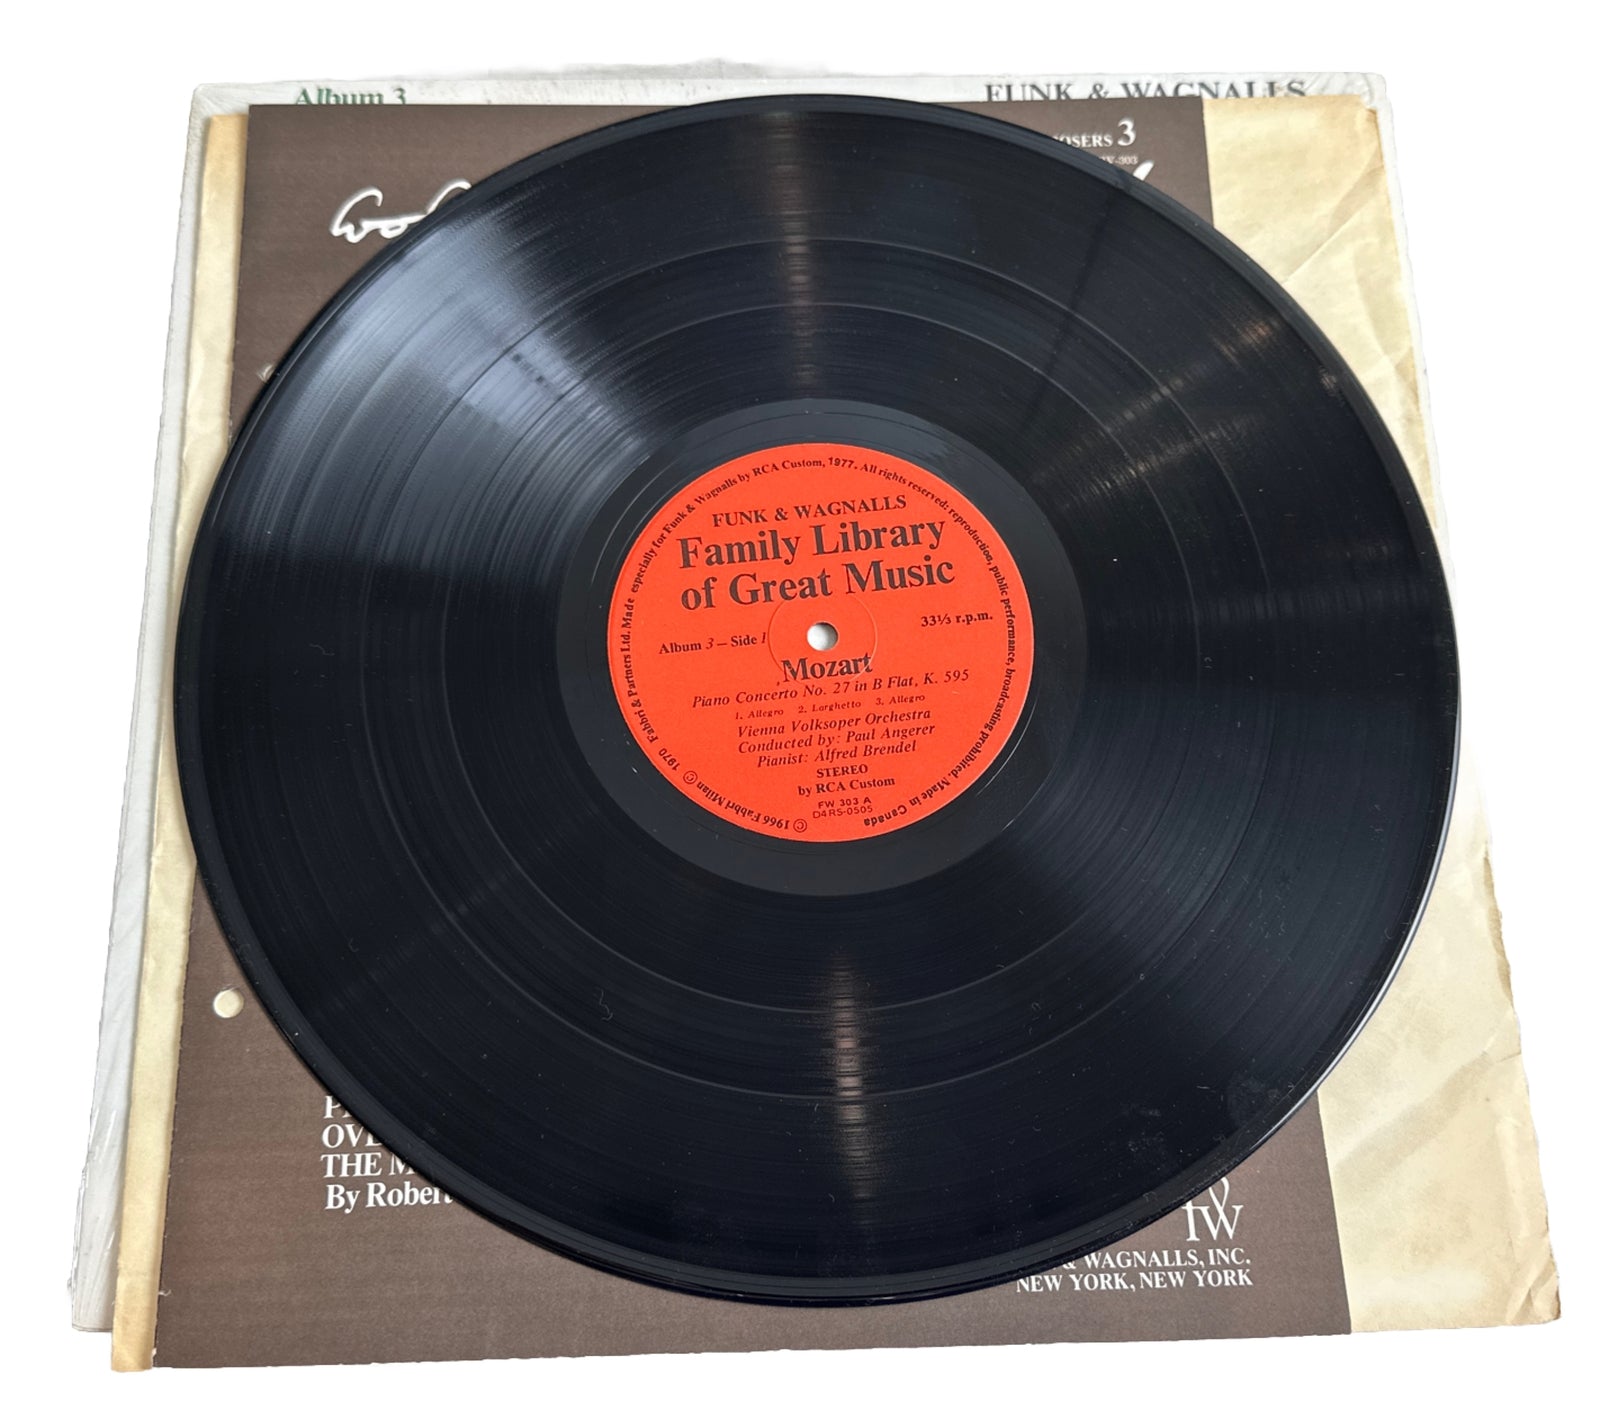 Album 3
FUNK & WAGNALLS
3
FW-303
1970 Fabbri & Partners Ltd. Made especially for Funk & Wagnalls by RCA Custom, 1977. All rights reserved: reproduction, public performance, broadcasting prohibited. Made in Canada
© 1966 Fabbri Milan ©
FUNK & WAGNALLS
Family Library
of Great Music
Album 3 – Side 1
33⅓ r.p.m.
Mozart
Piano Concerto No. 27 in B Flat, K. 595
1. Allegro 2. Larghetto 3. Allegro
Vienna Volksoper Orchestra
Conducted by: Paul Angerer
Pianist: Alfred Brendel
STEREO
by RCA Custom
FW 303 A
D4RS-0505
THE
By Robert
fW
& WAGNALLS, INC.
NEW YORK, NEW YORK